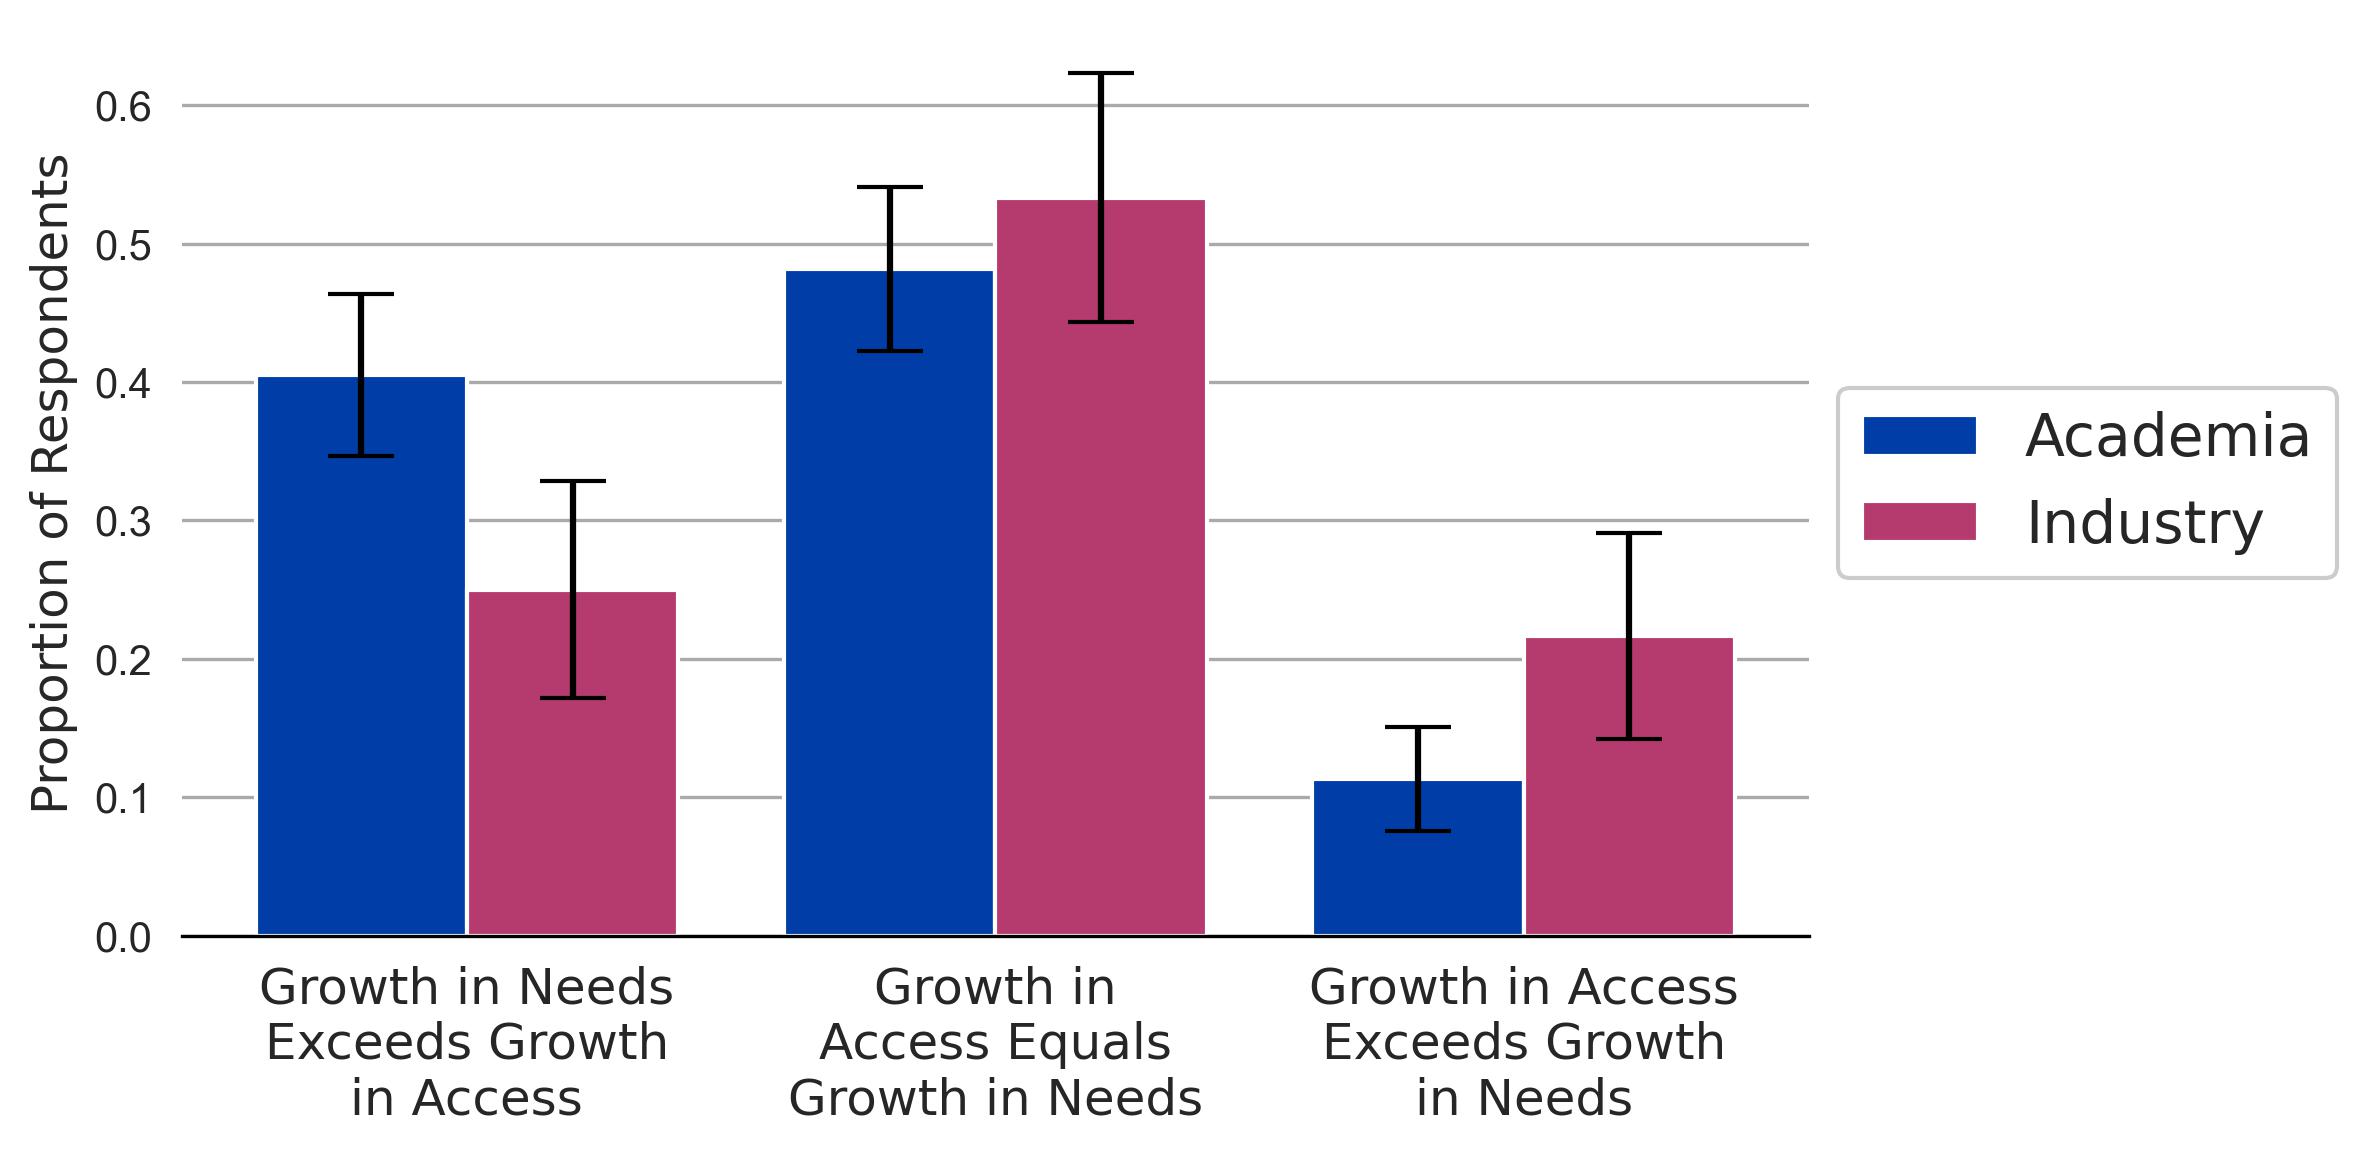 Proportion of Respondents
0.6
0.5
0.4
0.3
0.2
0.1
0.0
Growth in Needs
Exceeds Growth
in Access
Growth in
Access Equals
Growth in Needs
Growth in Access
Exceeds Growth
in Needs
Academia
Industry